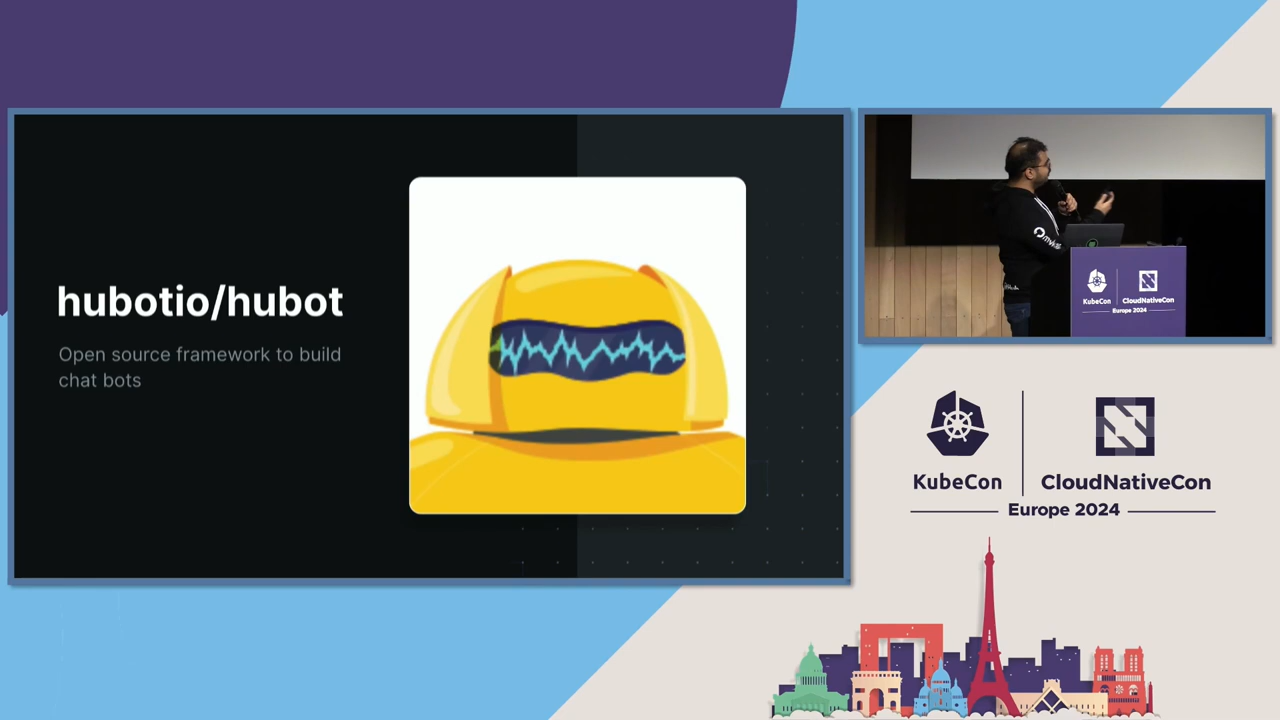 hubotio/hubot
Open source framework to build
chat bots
KubeCon
CloudNativeCon
Europe 2024
KubeCon
CloudNativeCon
Europe 2024